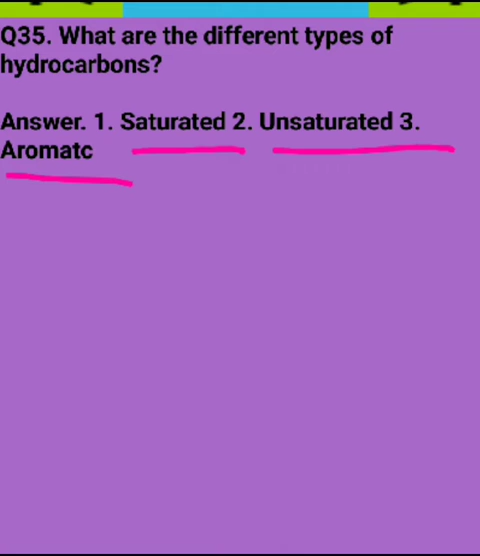 Q35. What are the different types of
hydrocarbons?
Answer. 1. Saturated 2. Unsaturated 3.
Aromatc